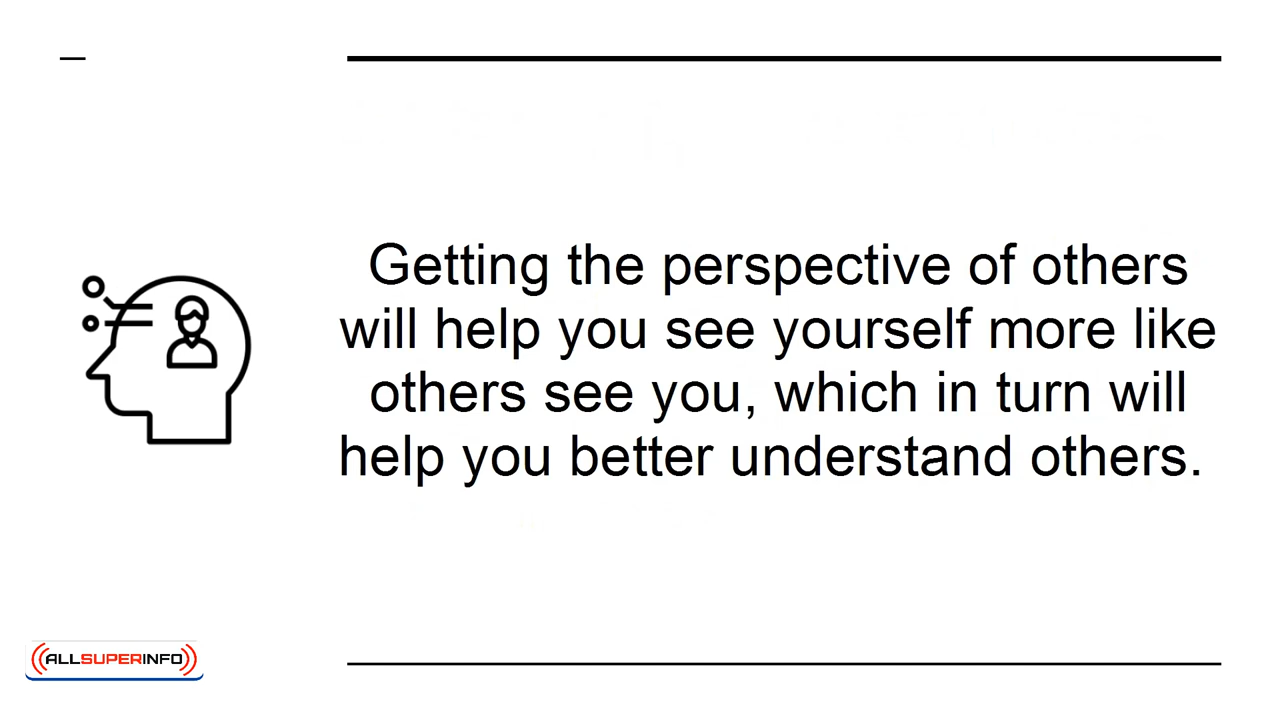 Getting the perspective of others
will help you see yourself more like
others see you, which in turn will
help you better understand others.
ALLSUPERINFO